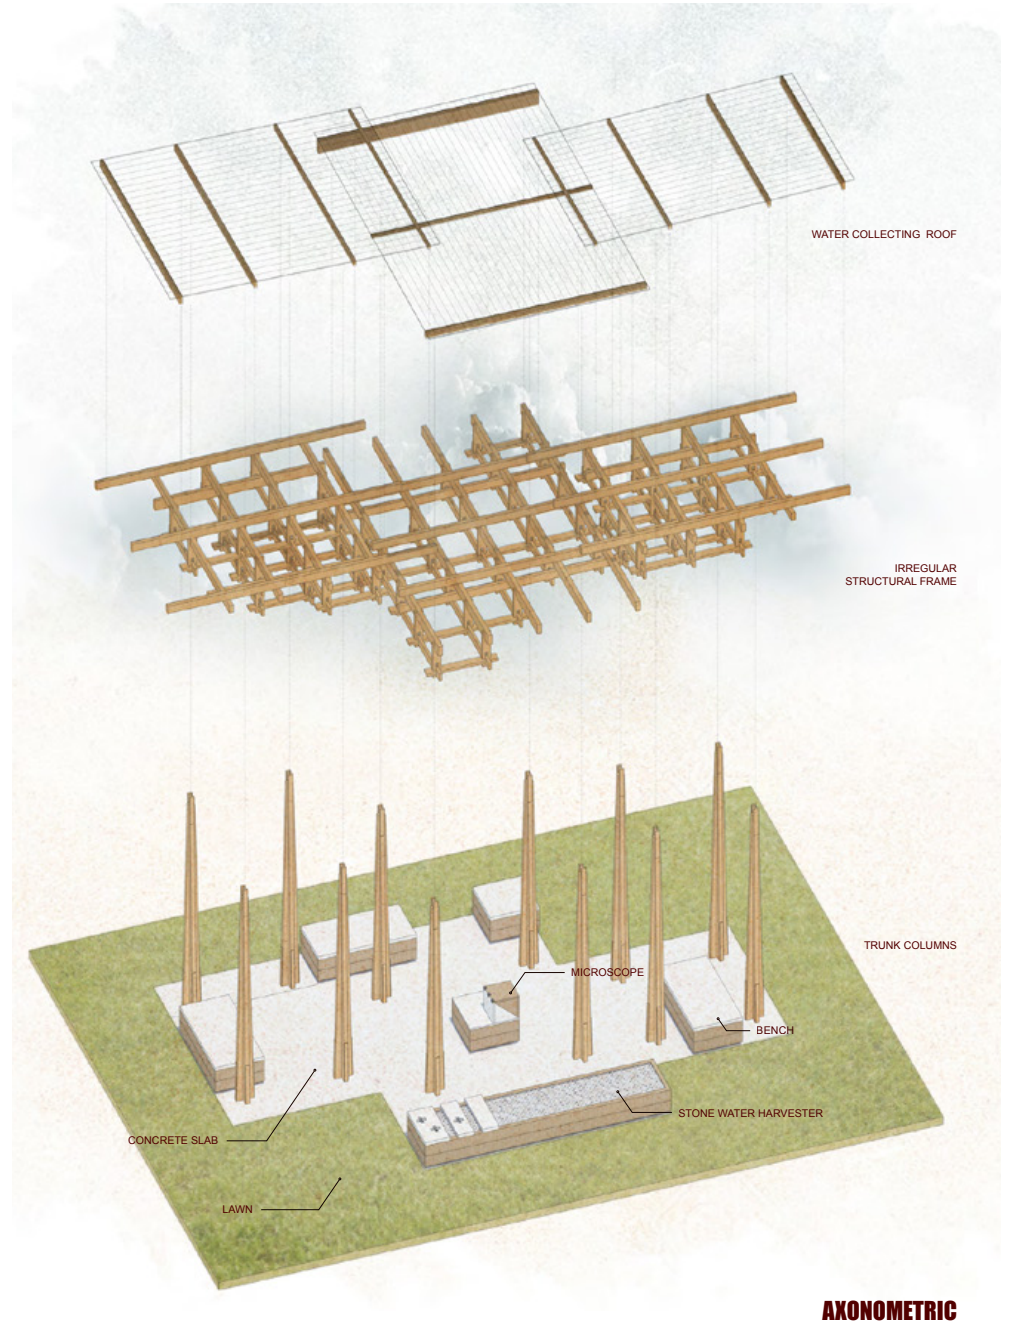 WATER COLLECTING ROOF
IRREGULAR
STRUCTURAL FRAME
TRUNK COLUMNS
MICROSCOPE
BENCH
STONE WATER HARVESTER
CONCRETE SLAB
LAWN
AXONOMETRIC